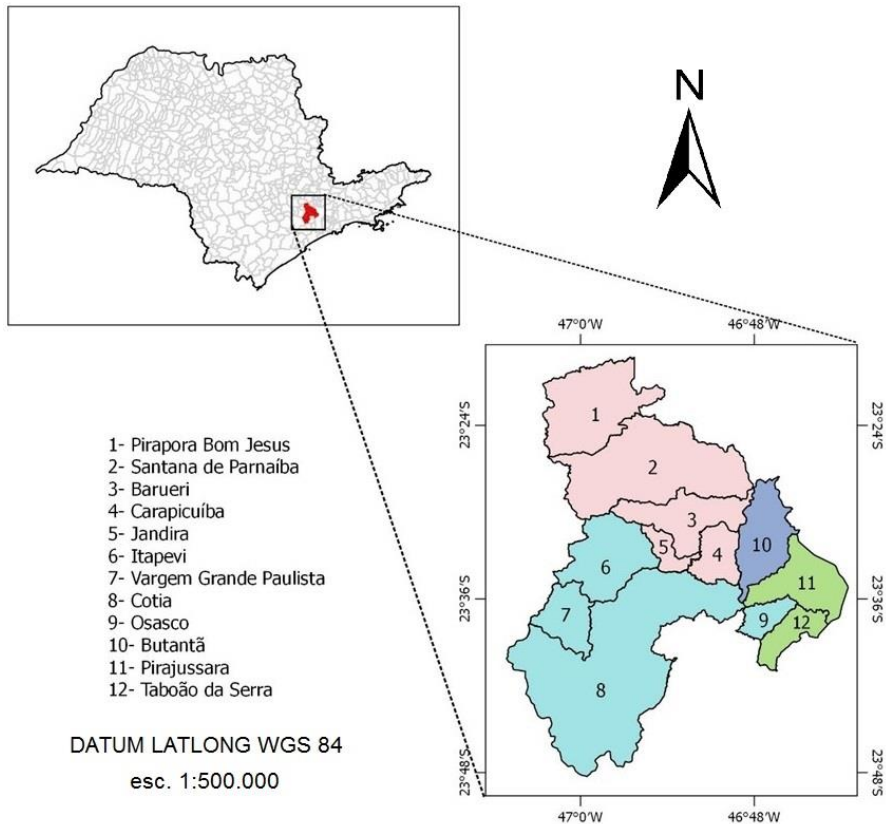 N
47°0'W
46°48'W
23°24'S
23°24'S
1
2
3
4
5
6
7
8
9
10
11
12
23°36'S
23°36'S
23°48'S
23°48'S
47°0'W
46°48'W
1- Pirapora Bom Jesus
2- Santana de Parnaíba
3- Barueri
4- Carapicuíba
5- Jandira
6- Itapevi
7- Vargem Grande Paulista
8- Cotia
9- Osasco
10- Butantã
11- Pirajussara
12- Taboão da Serra
DATUM LATLONG WGS 84
esc. 1:500.000